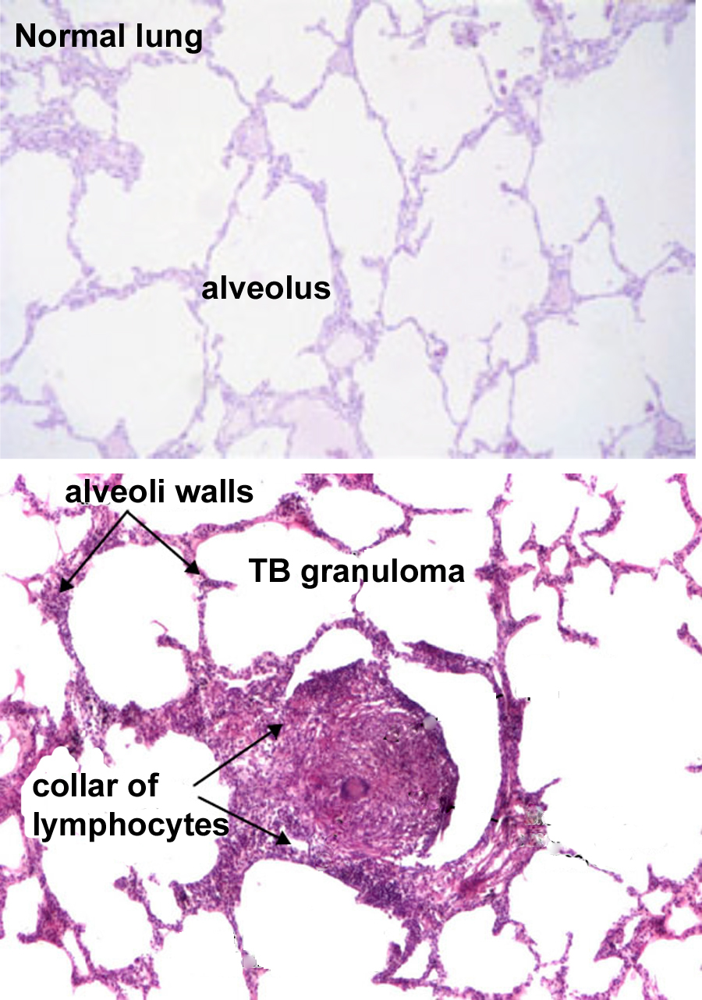 Normal lung
alveolus
alveoli walls
TB granuloma
collar of
lymphocytes